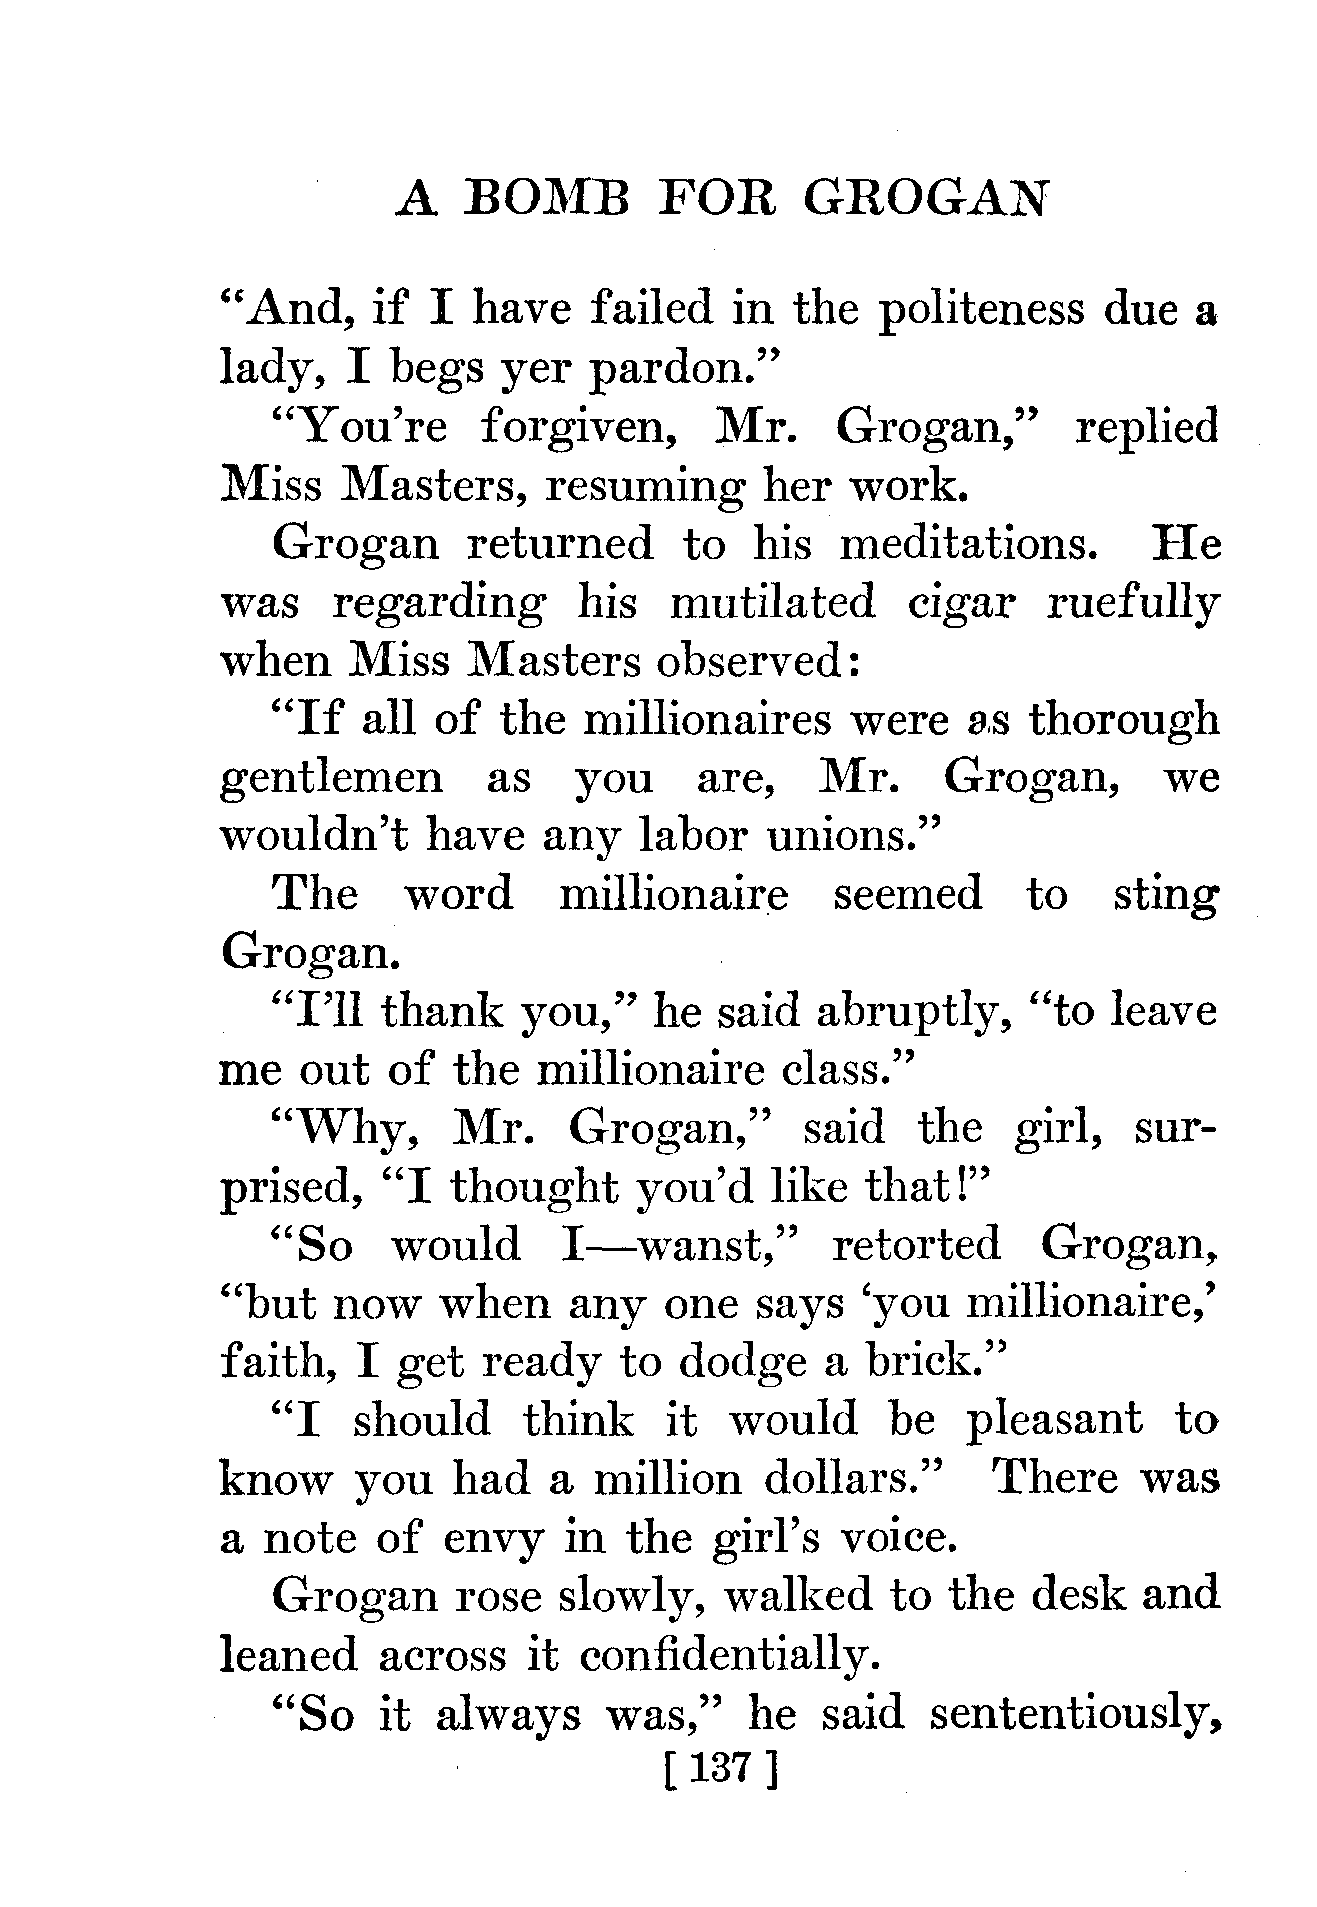 A BOMB FOR GROGAN
“And, if I have failed in the politeness due a
lady, I begs yer pardon.”
“You’re forgiven, Mr. Grogan,” replied
Miss Masters, resuming her work.
Grogan returned to his meditations. He
was regarding his mutilated cigar ruefully
when Miss Masters observed:
“If all of the millionaires were as thorough
gentlemen as you are, Mr. Grogan, we
wouldn’t have any labor unions.”
The word millionaire seemed to sting
Grogan.
“I’ll thank you,” he said abruptly, “to leave
me out of the millionaire class.”
“Why, Mr. Grogan,” said the girl, sur-
prised, “I thought you’d like that!”
“So would I—wanst,” retorted Grogan,
“but now when any one says ‘you millionaire,’
faith, I get ready to dodge a brick.”
“I should think it would be pleasant to
know you had a million dollars.” There was
a note of envy in the girl’s voice.
Grogan rose slowly, walked to the desk and
leaned across it confidentially.
“So it always was,” he said sententiously,
[ 137 ]